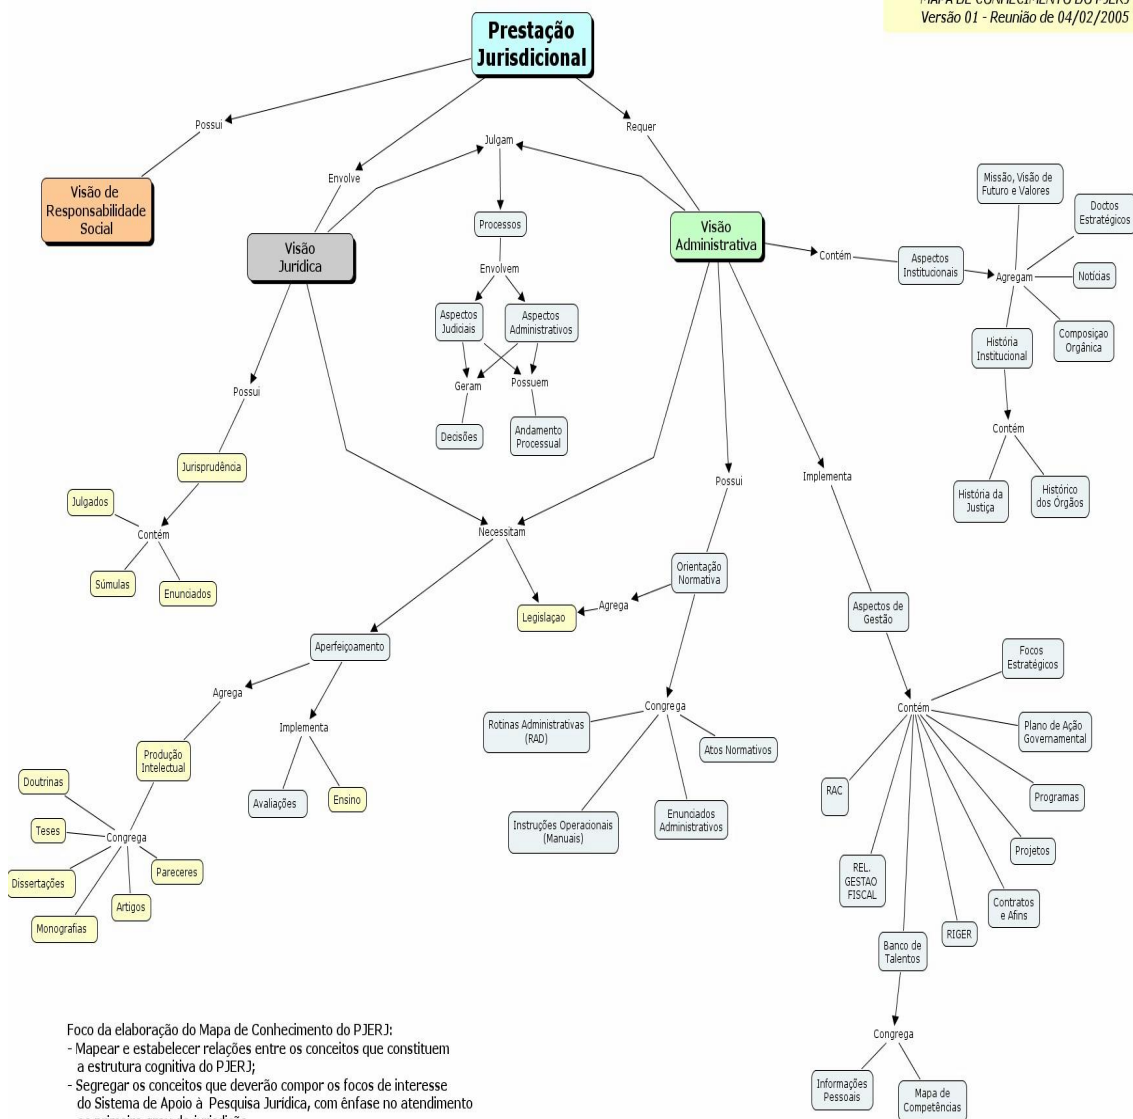 MAPA DE CONHECIMENTO DO PJERJ
Versão 01 - Reunião de 04/02/2005
Prestação
Jurisdicional
Possui
Requer
Julgam
Envolve
Visão de
Responsabilidade
Social
Missão, Visão de
Futuro e Valores
Doctos
Estratégicos
Processos
Visão
Administrativa
Visão
Jurídica
Contém
Aspectos
Institucionais
Agregam
Notícias
Envolvem
Aspectos
Judiciais
Aspectos
Administrativos
História
Institucional
Composiçao
Orgânica
Geram
Possuem
Possui
Decisões
Andamento
Processual
Contém
Jurisprudência
Possui
Implementa
História da
Justiça
Histórico
dos Órgãos
Julgados
Contém
Necessitam
Súmulas
Enunciados
Orientação
Normativa
Legislaçao
Agrega
Aspectos de
Gestão
Aperfeiçoamento
Focos
Estratégicos
Agrega
Congrega
Contém
Implementa
Rotinas Administrativas
(RAD)
Atos Normativos
Plano de Ação
Governamental
Produção
Intelectual
Doutrinas
Avaliações
Ensino
RAC
Programas
Teses
Congrega
Instruções Operacionais
(Manuais)
Enunciados
Administrativos
Projetos
Pareceres
Dissertações
REL.
GESTAO
FISCAL
Contratos
e Afins
Artigos
Monografias
RIGER
Banco de
Talentos
Foco da elaboração do Mapa de Conhecimento do PJERJ:
- Mapear e estabelecer relações entre os conceitos que constituem
a estrutura cognitiva do PJERJ;
- Segregar os conceitos que deverão compor os focos de interesse
do Sistema de Apoio à Pesquisa Jurídica, com ênfase no atendimento
Congrega
Informações
Pessoais
Mapa de
Competências